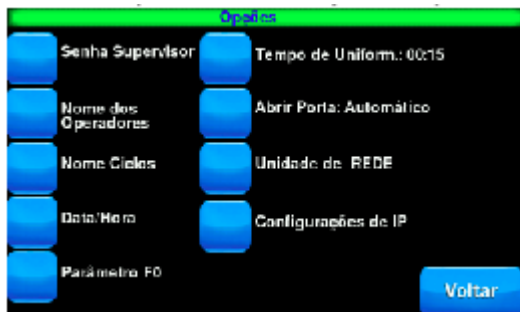 Opções
Senha Supervisor
Tempo de Uniform.: 00:15
Nome dos
Operadores
Abrir Porta: Automático
Nome Ciclos
Unidade de REDE
Data/Hora
Configurações de IP
Parâmetro F0
Voltar